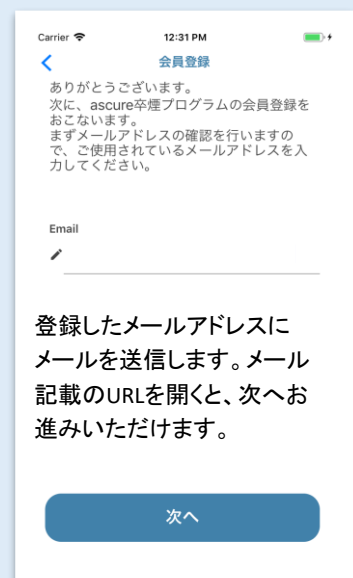 Carrier 12:31 PM
会員登録
ありがとうございます。
次に、ascure卒煙プログラムの会員登録を
おこないます。
まずメールアドレスの確認を行いますの
で、ご使用されているメールアドレスを入
力してください。
Email
登録したメールアドレスに
メールを送信します。メール
記載のURLを開くと、次へお
進みいただけます。
次へ